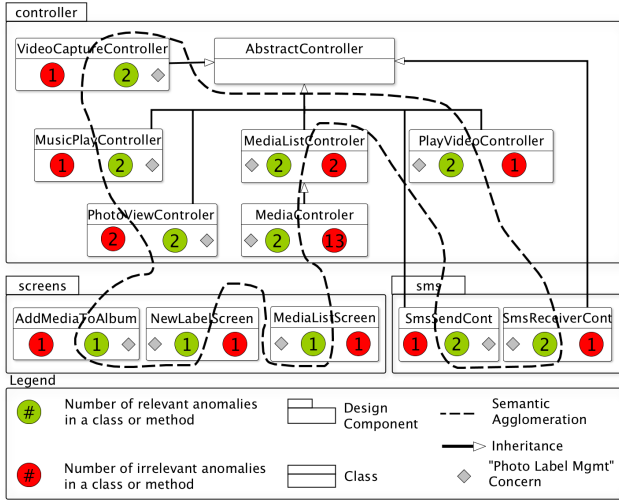 controller
VideoCaptureController
1 2
AbstractController
MusicPlayController
1 2
MediaListControler
2 2
PlayVideoController
2 1
PhotoViewControler
2 2
MediaControler
2 13
screens
AddMediaToAlbum
1 1
NewLabelScreen
1 1
MediaListScreen
1 1
sms
SmsSendCont
1 2
SmsReceiverCont
2 1
Legend
# Number of relevant anomalies
in a class or method
# Number of irrelevant anomalies
in a class or method
Design
Component
Class
Semantic
Agglomeration
Inheritance
"Photo Label Mgmt"
Concern